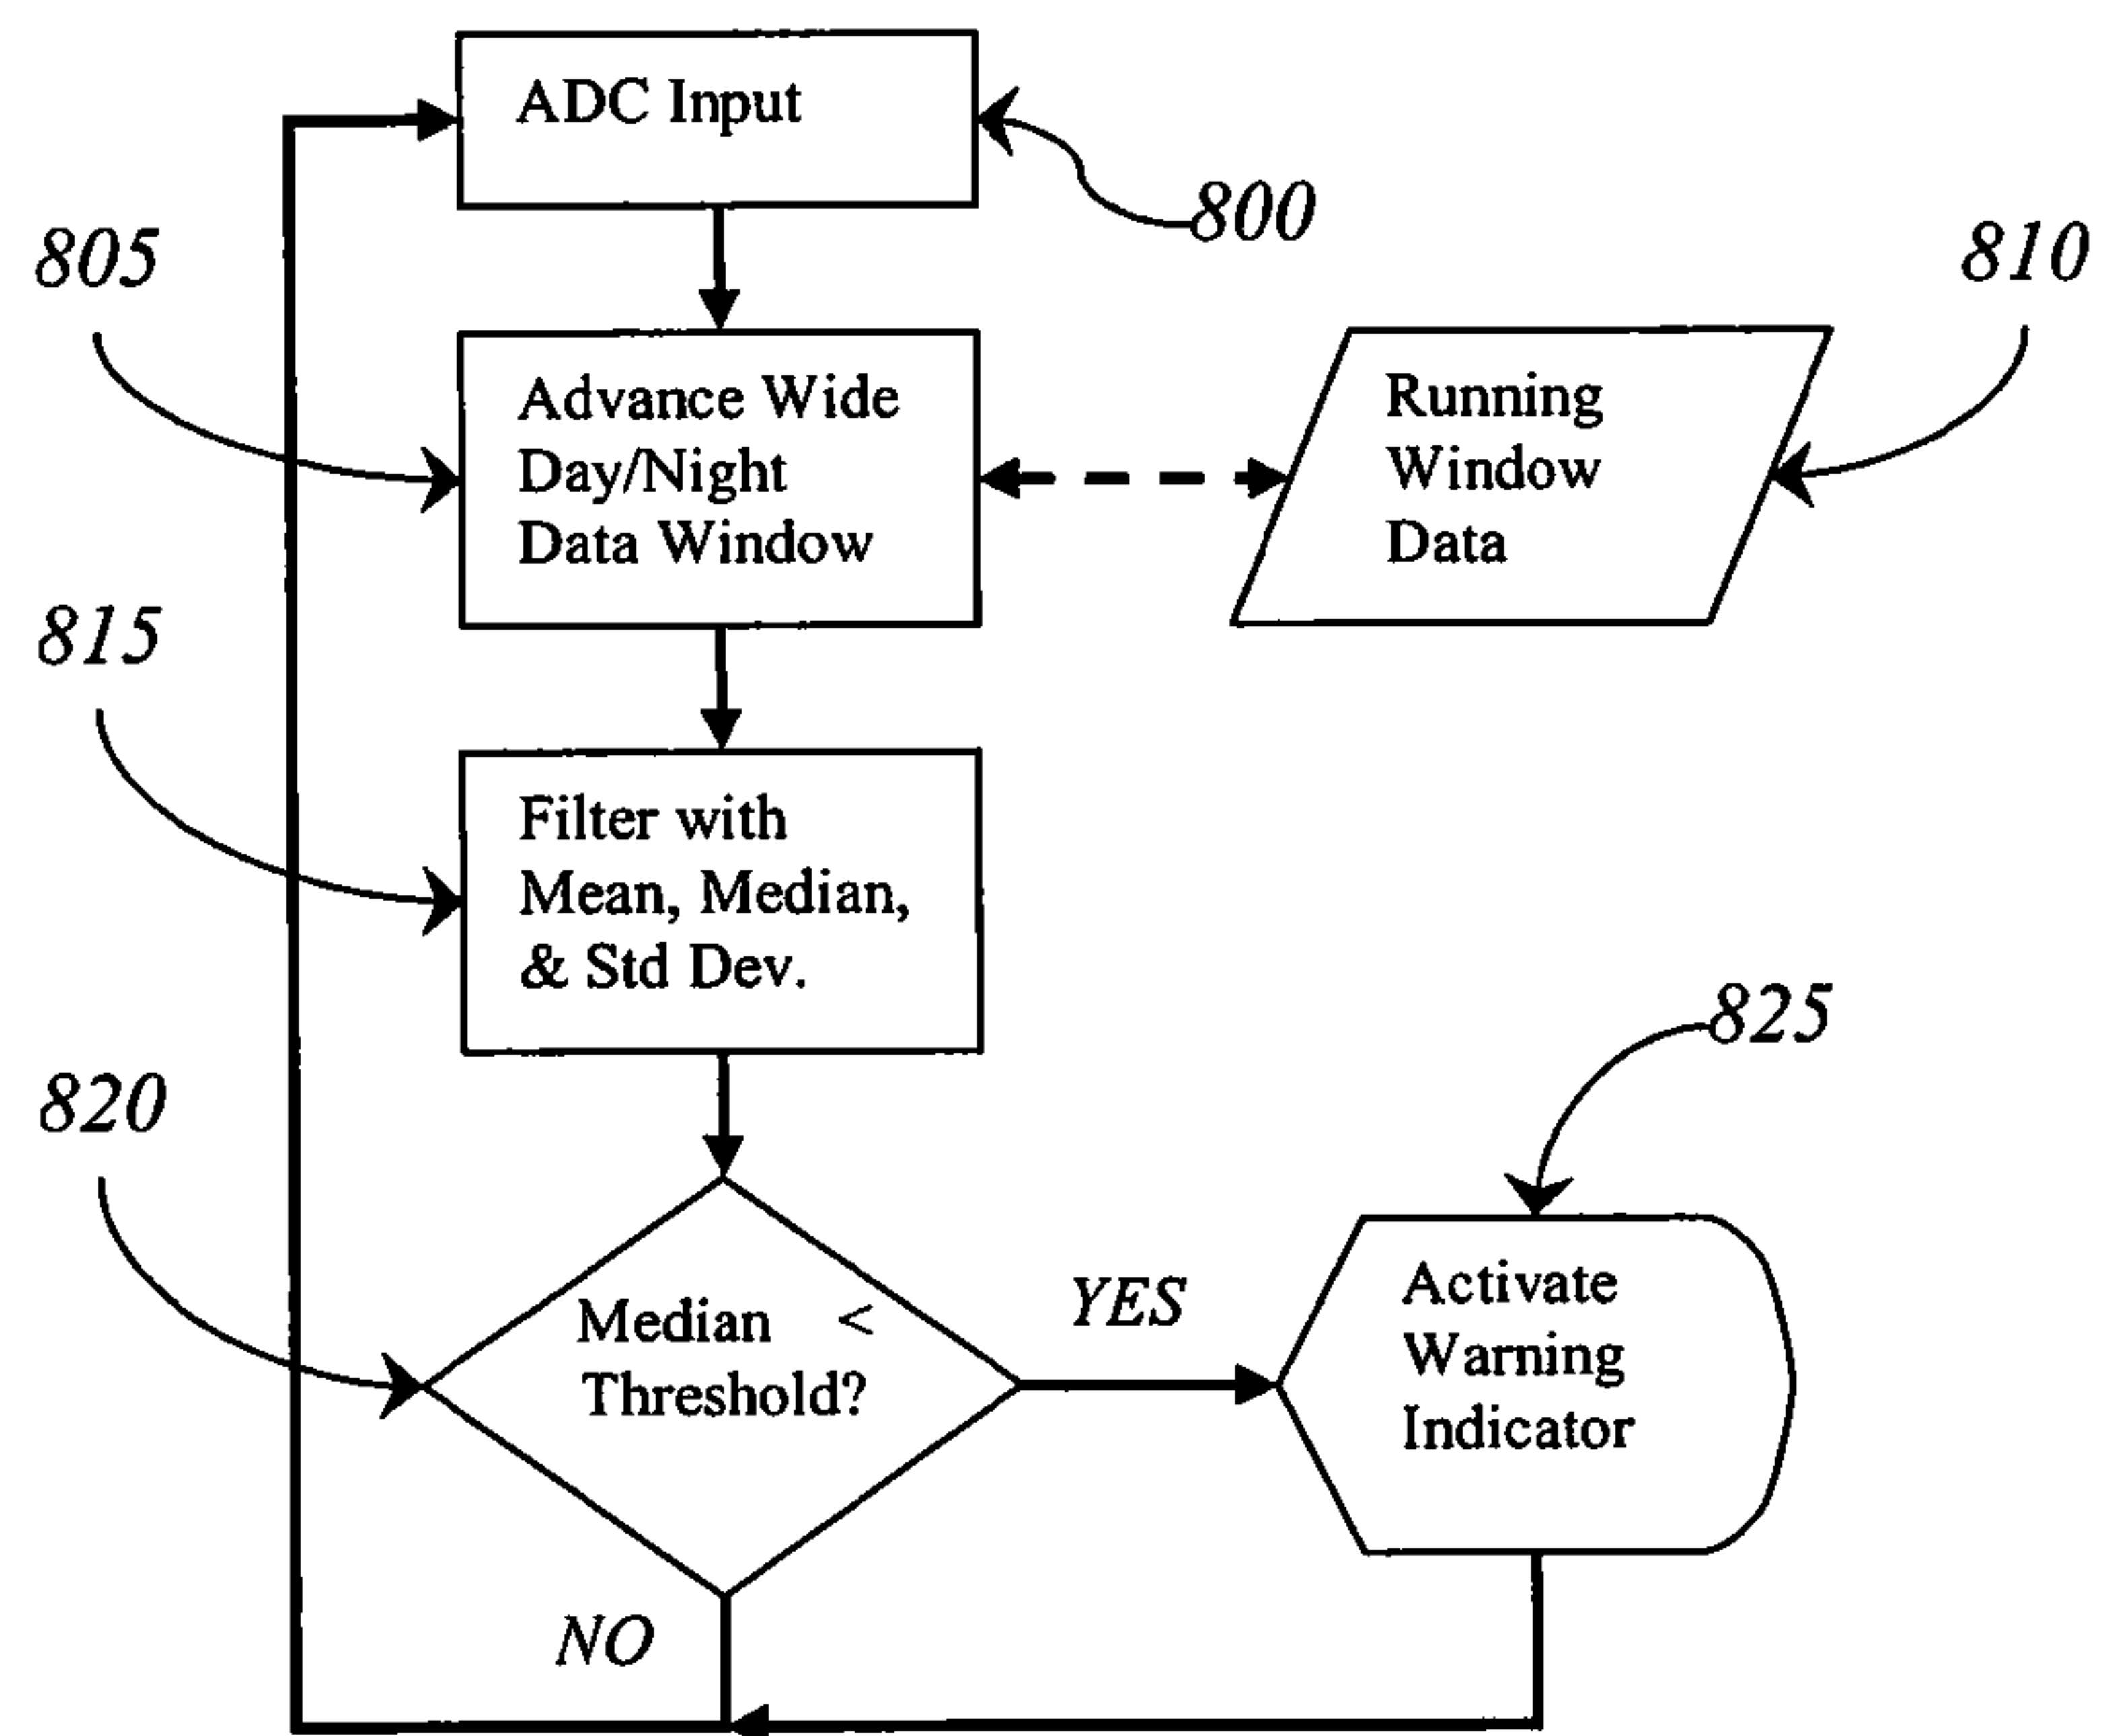 ADC Input
800
805
810
Advance Wide
Day/Night
Data Window
Running
Window
Data
815
Filter with
Mean, Median,
& Std Dev.
825
820
Median <
Threshold?
YES
Activate
Warning
Indicator
NO